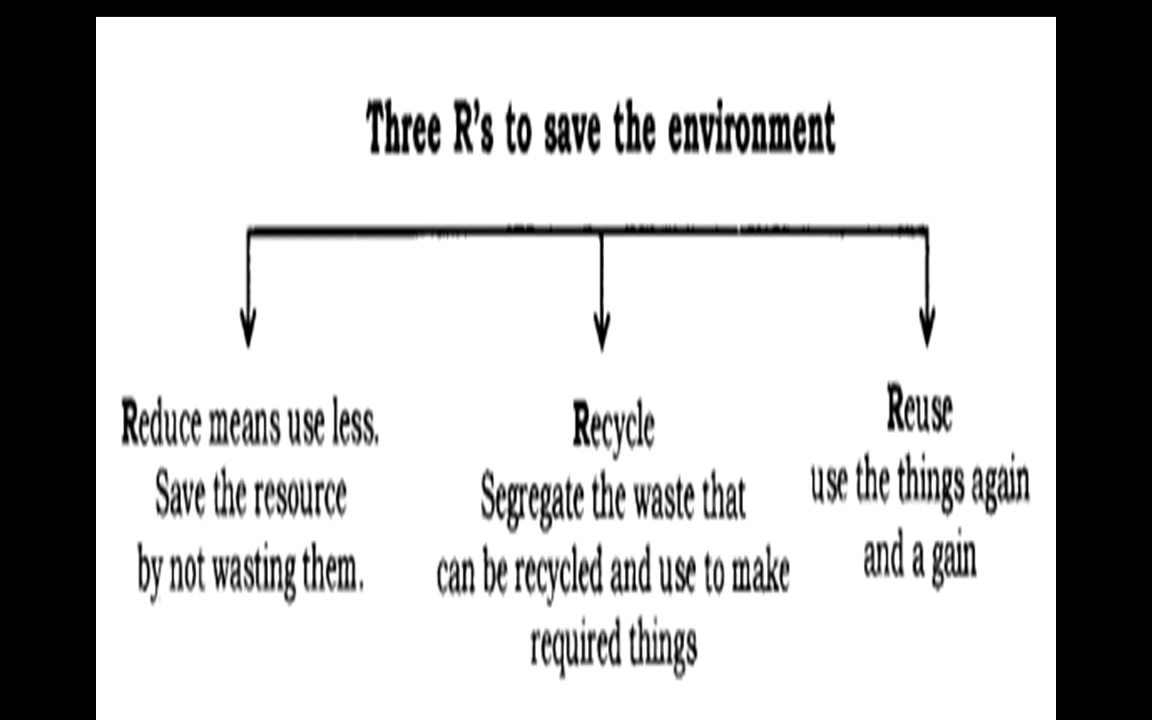 Three R's to save the environment
Reduce means use less.
Save the resource
by not wasting them.
Recycle
Segregate the waste that
can be recycled and use to make
required things
Reuse
use the things again
and a gain